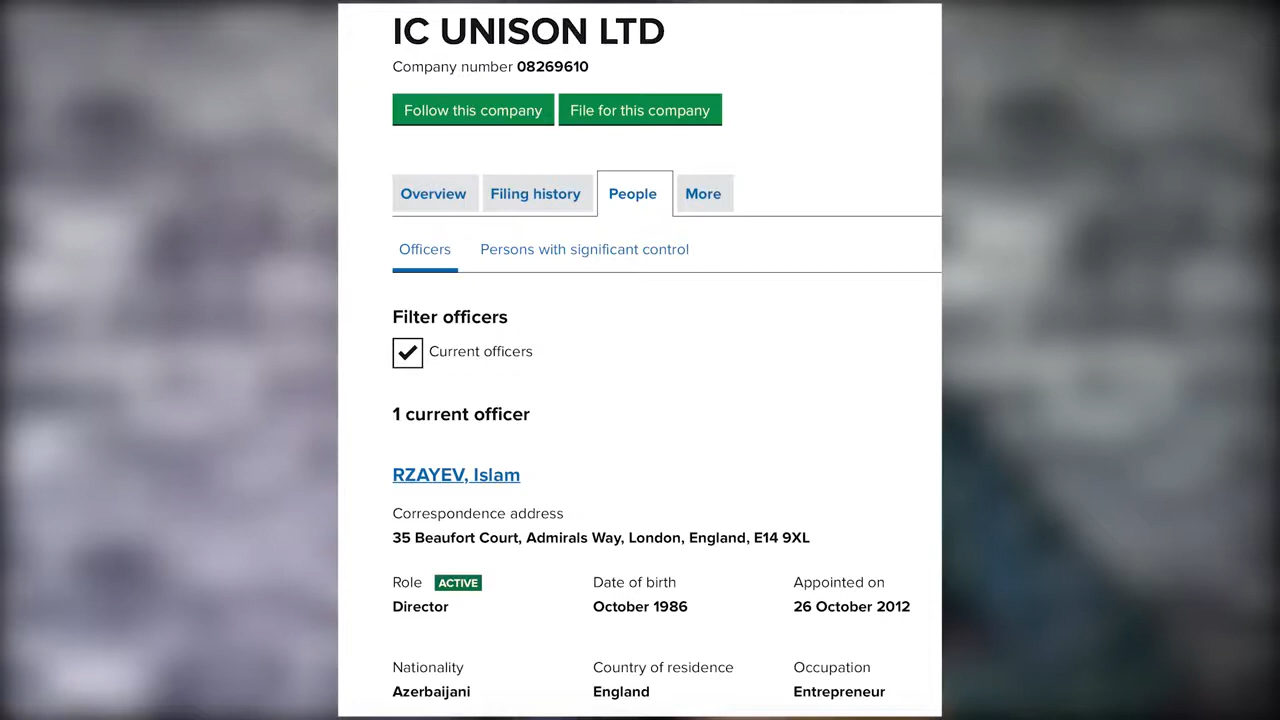 IC UNISON LTD
Company number 08269610
Follow this company File for this company
Overview Filing history People More
Officers Persons with significant control
Filter officers
Current officers
1 current officer
RZAYEV, Islam
Correspondence address
35 Beaufort Court, Admirals Way, London, England, E14 9XL
Role ACTIVE Date of birth Appointed on
Director October 1986 26 October 2012
Nationality Country of residence Occupation
Azerbaijani England Entrepreneur